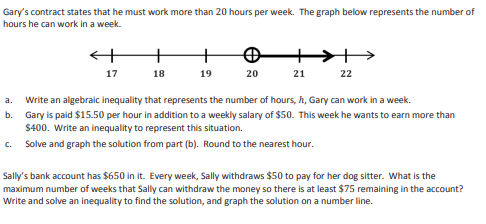 Gary's contract states that he must work more than 20 hours per week. The graph below represents the number of
hours he can work in a week.
17 18 19 20 21 22
a. Write an algebraic inequality that represents the number of hours, h, Gary can work in a week.
b. Gary is paid $15.50 per hour in addition to a weekly salary of $50. This week he wants to earn more than
$400. Write an inequality to represent this situation.
c. Solve and graph the solution from part (b). Round to the nearest hour.
Sally's bank account has $650 in it. Every week, Sally withdraws $50 to pay for her dog sitter. What is the
maximum number of weeks that Sally can withdraw the money so there is at least $75 remaining in the account?
Write and solve an inequality to find the solution, and graph the solution on a number line.